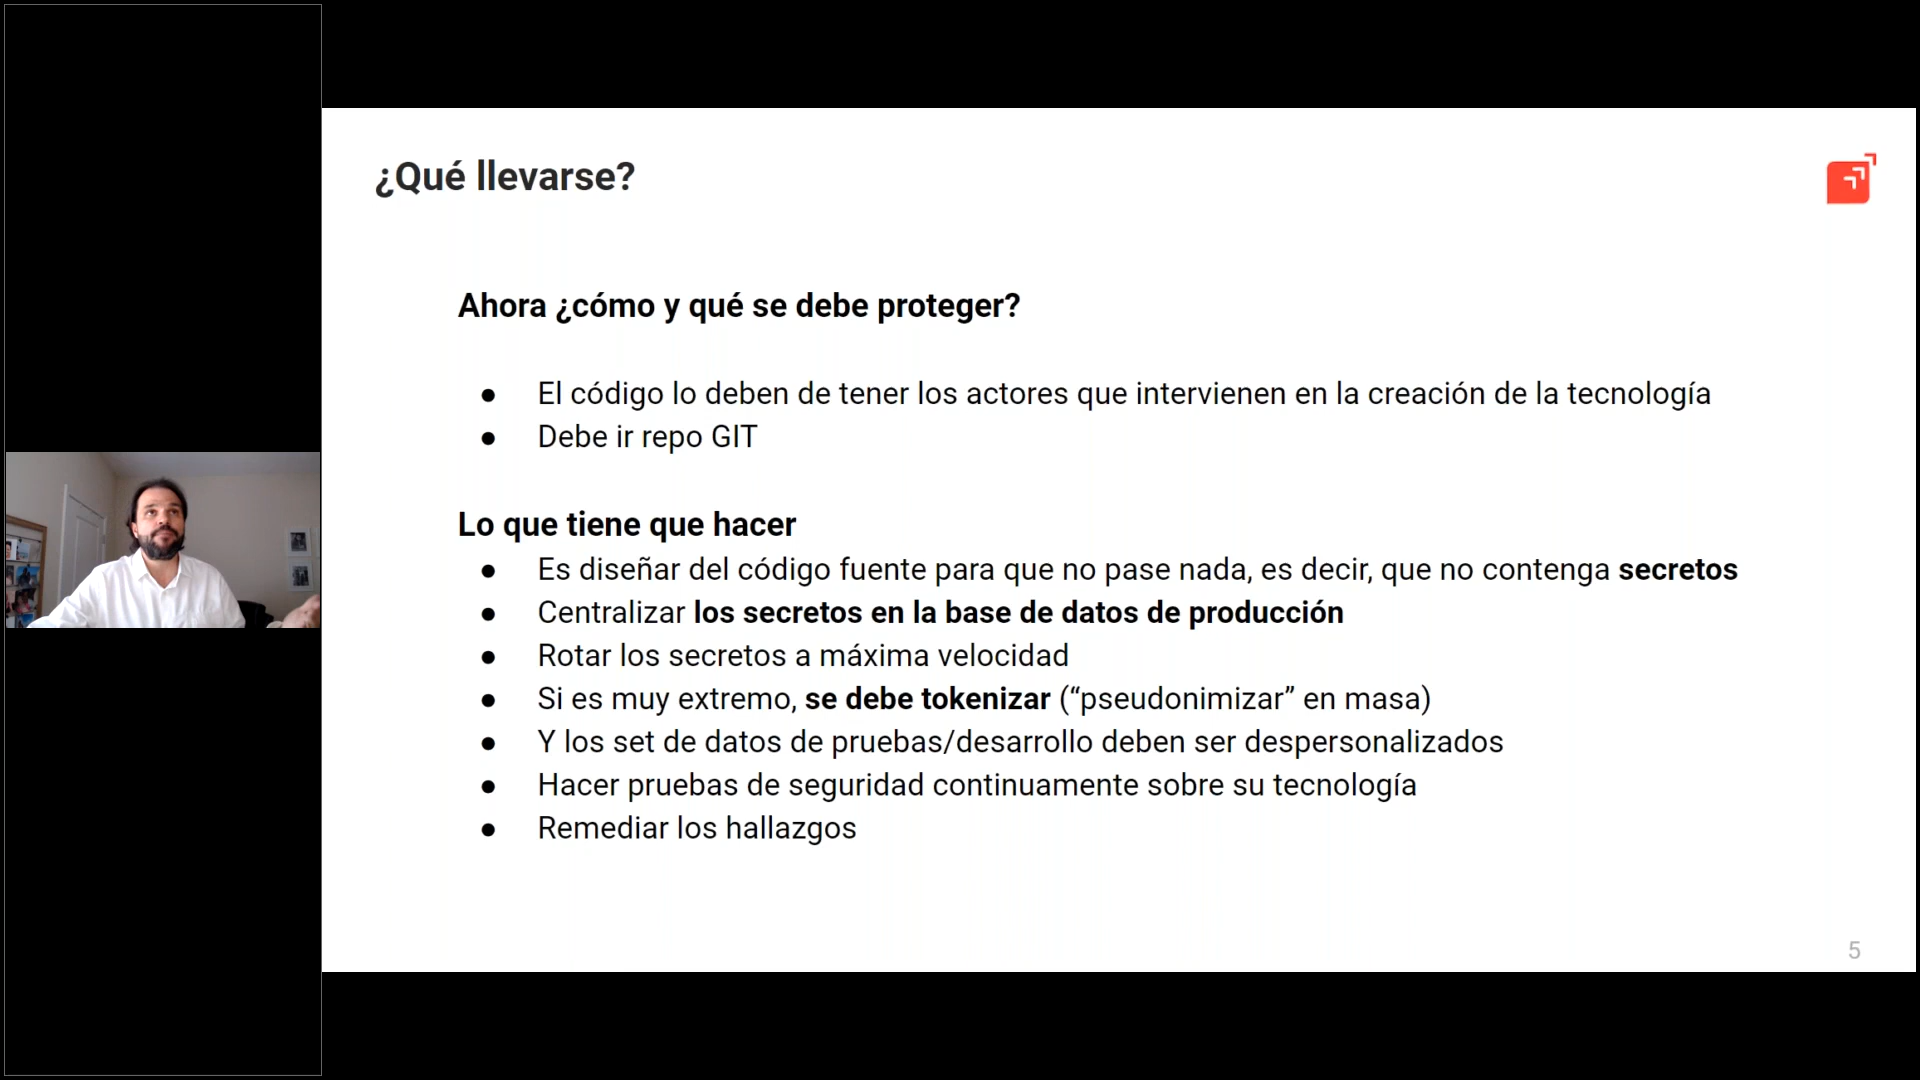 ¿Qué llevarse?
Ahora ¿cómo y qué se debe proteger?
● El código lo deben de tener los actores que intervienen en la creación de la tecnología
● Debe ir repo GIT
Lo que tiene que hacer
● Es diseñar del código fuente para que no pase nada, es decir, que no contenga secretos
● Centralizar los secretos en la base de datos de producción
● Rotar los secretos a máxima velocidad
● Si es muy extremo, se debe tokenizar (“pseudonimizar” en masa)
● Y los set de datos de pruebas/desarrollo deben ser despersonalizados
● Hacer pruebas de seguridad continuamente sobre su tecnología
● Remediar los hallazgos
5